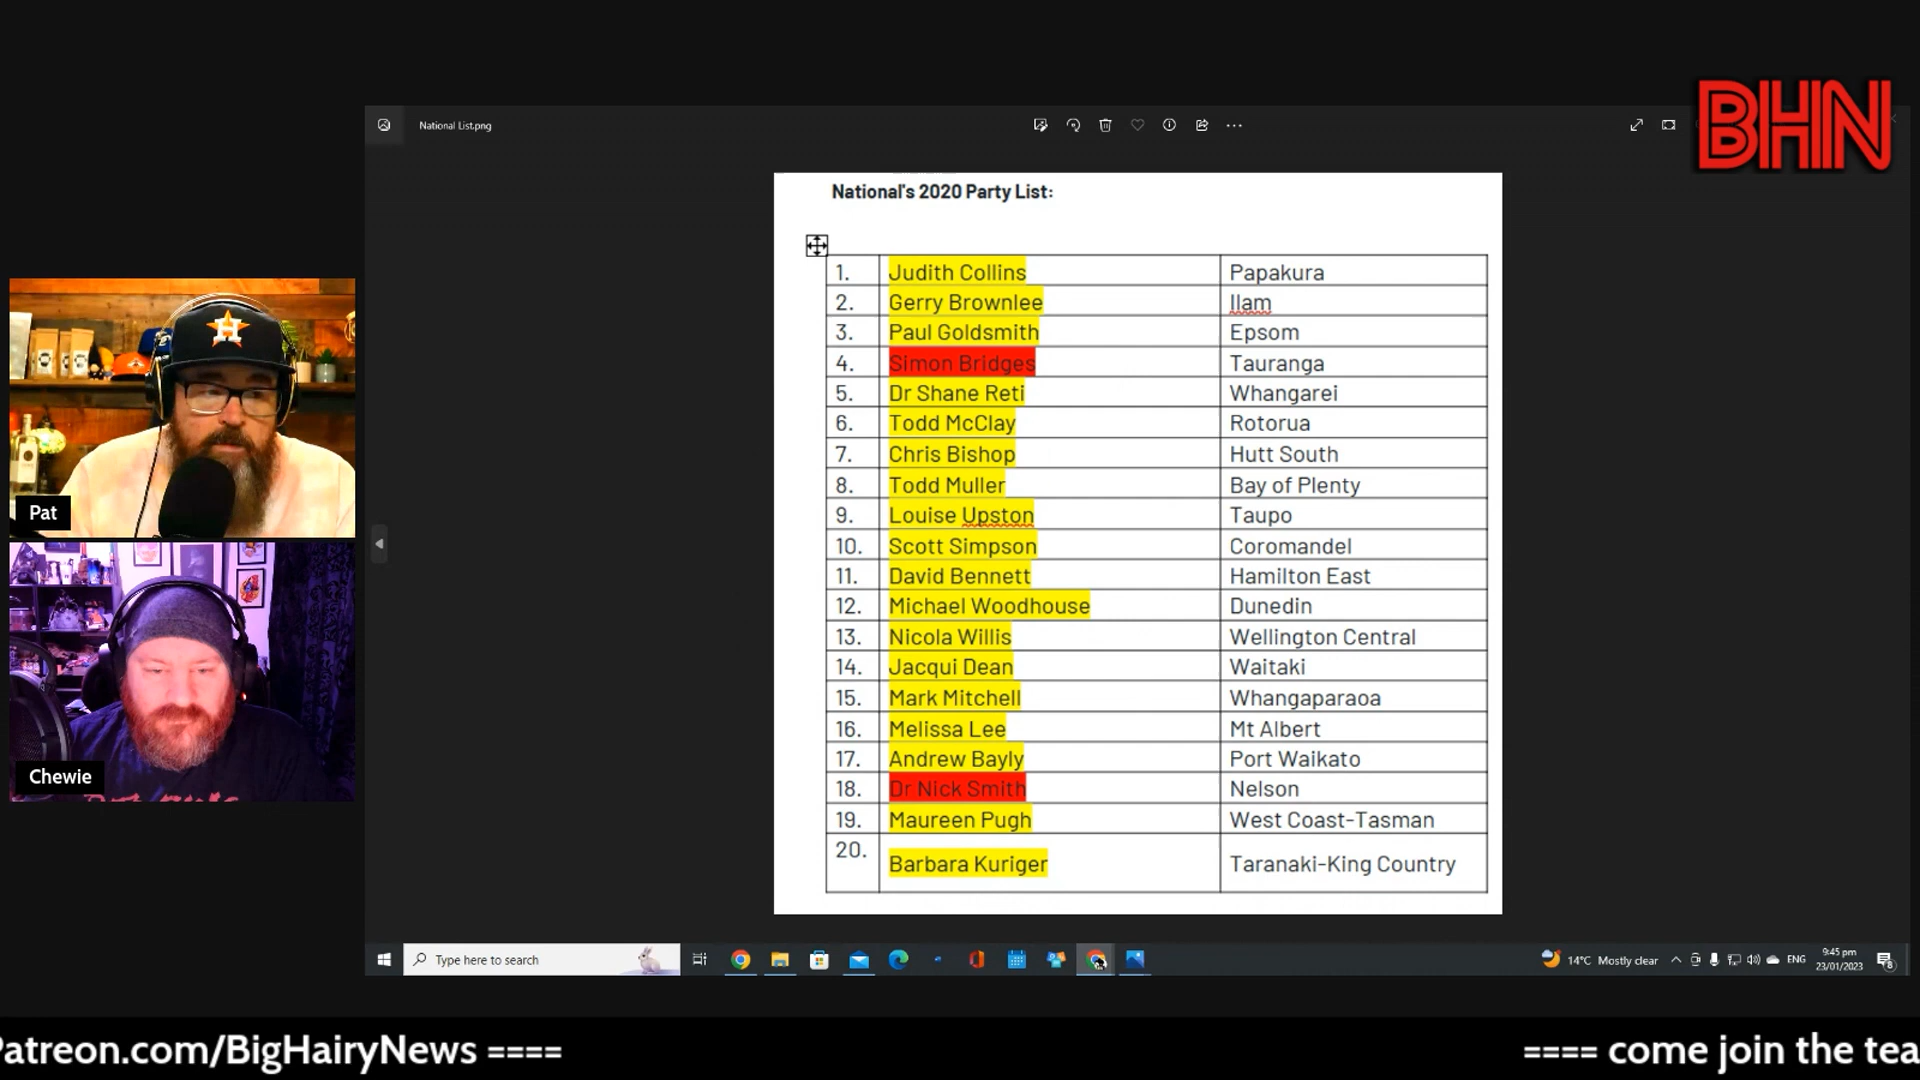 BHN
National List.png
National's 2020 Party List:
1. Judith Collins Papakura
2. Gerry Brownlee Ilam
3. Paul Goldsmith Epsom
4. Simon Bridges Tauranga
5. Dr Shane Reti Whangarei
6. Todd McClay Rotorua
7. Chris Bishop Hutt South
8. Todd Muller Bay of Plenty
9. Louise Upston Taupo
10. Scott Simpson Coromandel
11. David Bennett Hamilton East
12. Michael Woodhouse Dunedin
13. Nicola Willis Wellington Central
14. Jacqui Dean Waitaki
15. Mark Mitchell Whangaparaoa
16. Melissa Lee Mt Albert
17. Andrew Bayly Port Waikato
18. Dr Nick Smith Nelson
19. Maureen Pugh West Coast-Tasman
20. Barbara Kuriger Taranaki-King Country
H
Pat
Chewie
Type here to search
14°C Mostly clear
ENG
9:45 pm
23/01/2023
8
Patreon.com/BigHairyNews ==== ==== come join the tea